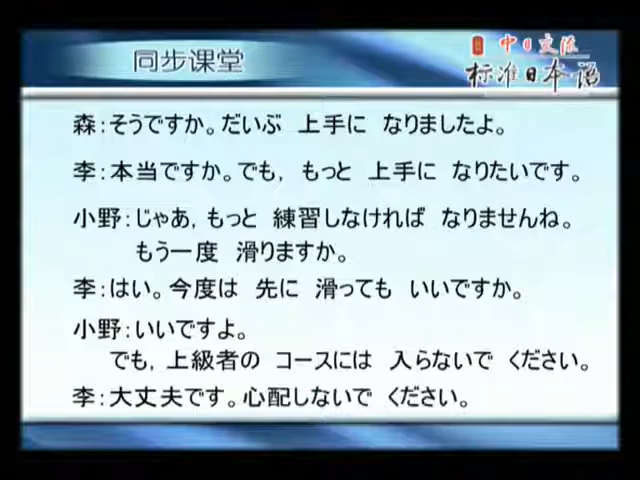 同步课堂
中日交流
标准日本语
森：そうですか。だいぶ 上手に なりましたよ。
李：本当ですか。でも， もっと 上手に なりたいです。
小野：じゃあ，もっと 練習しなければ なりませんね。
もう一度 滑りますか。
李：はい。今度は 先に 滑っても いいですか。
小野：いいですよ。
でも，上級者の コースには 入らないで ください。
李：大丈夫です。心配しないで ください。